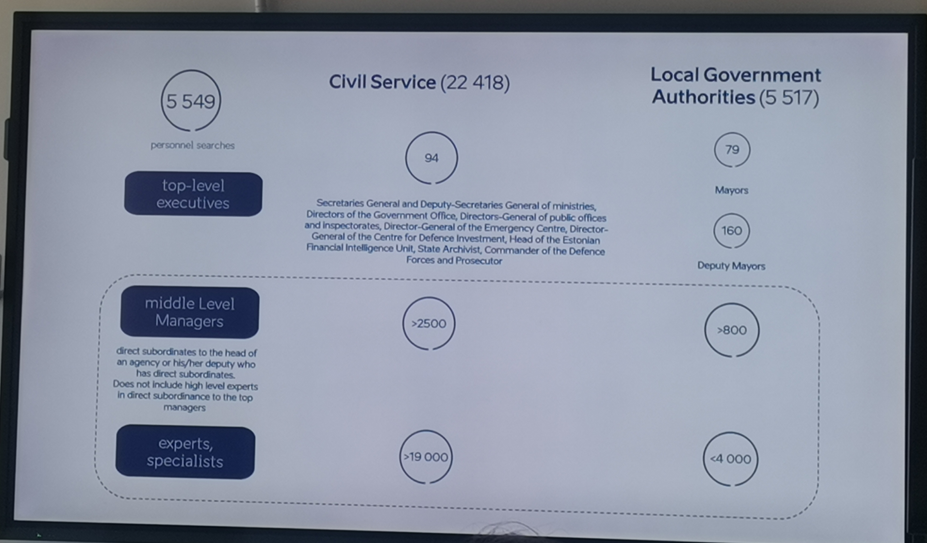 5 549
personnel searches
Civil Service (22 418)
Local Government
Authorities (5 517)
top-level
executives
94
Secretaries General and Deputy-Secretaries General of ministries,
Directors of the Government Office, Directors-General of public offices
and inspectorates, Director-General of the Emergency Centre, Director-
General of the Centre for Defence Investment, Head of the Estonian
Financial Intelligence Unit, State Archivist, Commander of the Defence
Forces and Prosecutor
79
Mayors
160
Deputy Mayors
middle Level
Managers
>2500
>800
direct subordinates to the head of
an agency or his/her deputy who
has direct subordinates.
Does not include high level experts
in direct subordinance to the top
managers
experts,
specialists
>19 000
<4 000